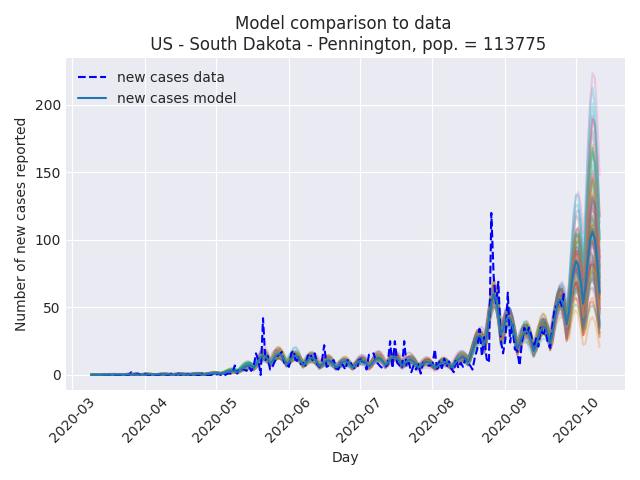 Model comparison to data
US - South Dakota - Pennington, pop. = 113775
new cases data
new cases model
Number of new cases reported
200
150
100
50
0
2020-03
2020-04
2020-05
2020-06
2020-07
2020-08
2020-09
2020-10
Day